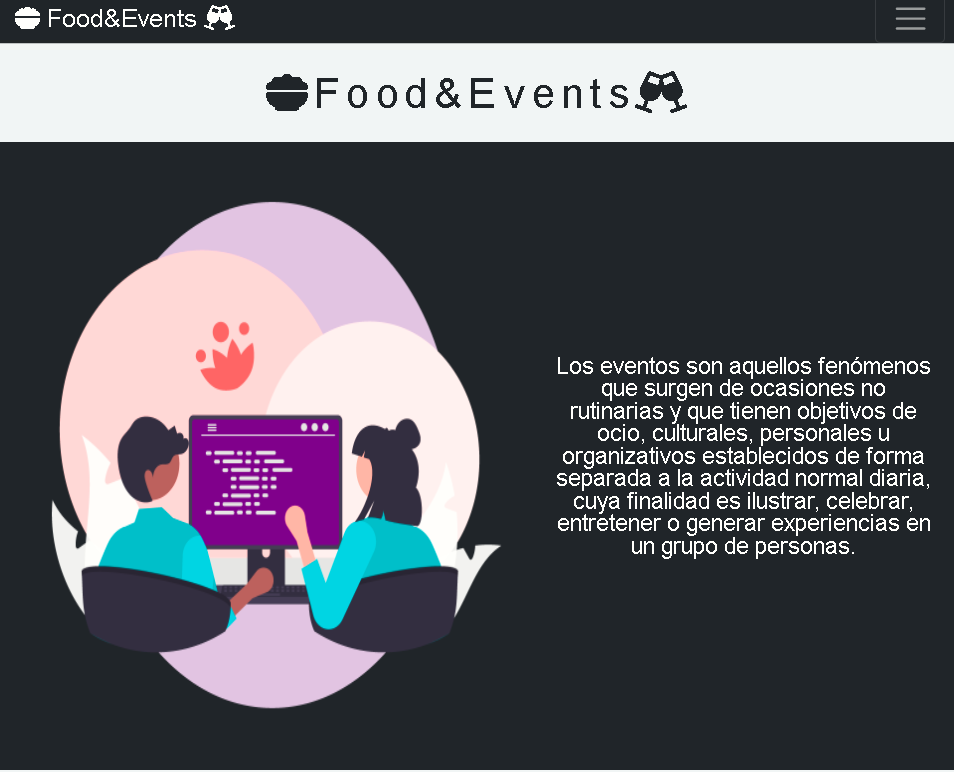 Food&Events
Food&Events
Los eventos son aquellos fenómenos
que surgen de ocasiones no
rutinarias y que tienen objetivos de
ocio, culturales, personales u
organizativos establecidos de forma
separada a la actividad normal diaria,
cuya finalidad es ilustrar, celebrar,
entretener o generar experiencias en
un grupo de personas.